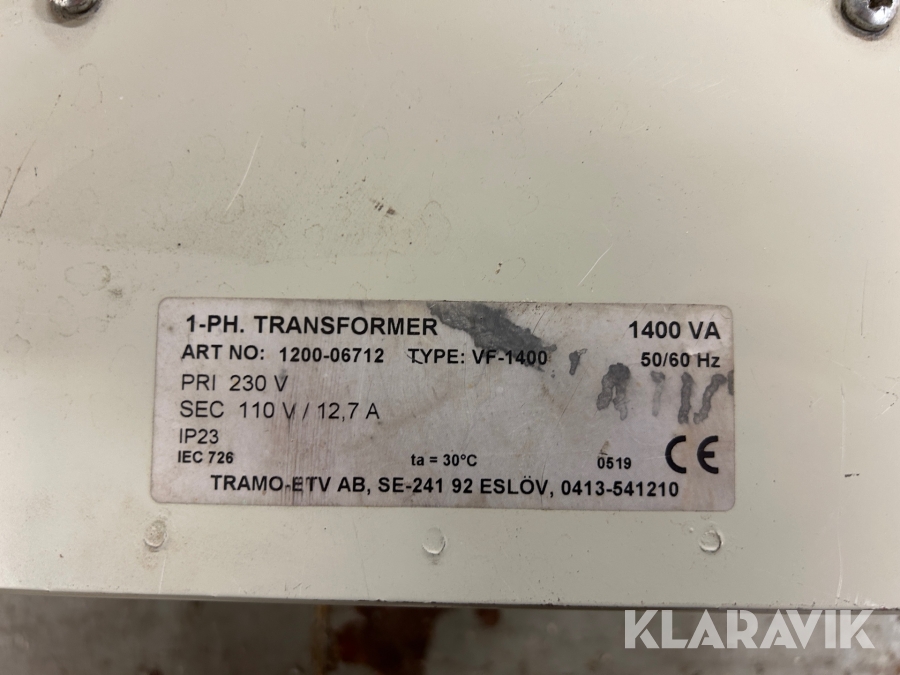 1-PH. TRANSFORMER 1400 VA
ART NO: 1200-06712 TYPE: VF-1400 50/60 Hz
PRI 230 V
SEC 110 V / 12,7 A
IP23
IEC 726 ta = 30°C 0519 CE
TRAMO-ETV AB, SE-241 92 ESLÖV, 0413-541210
KLARAVIK